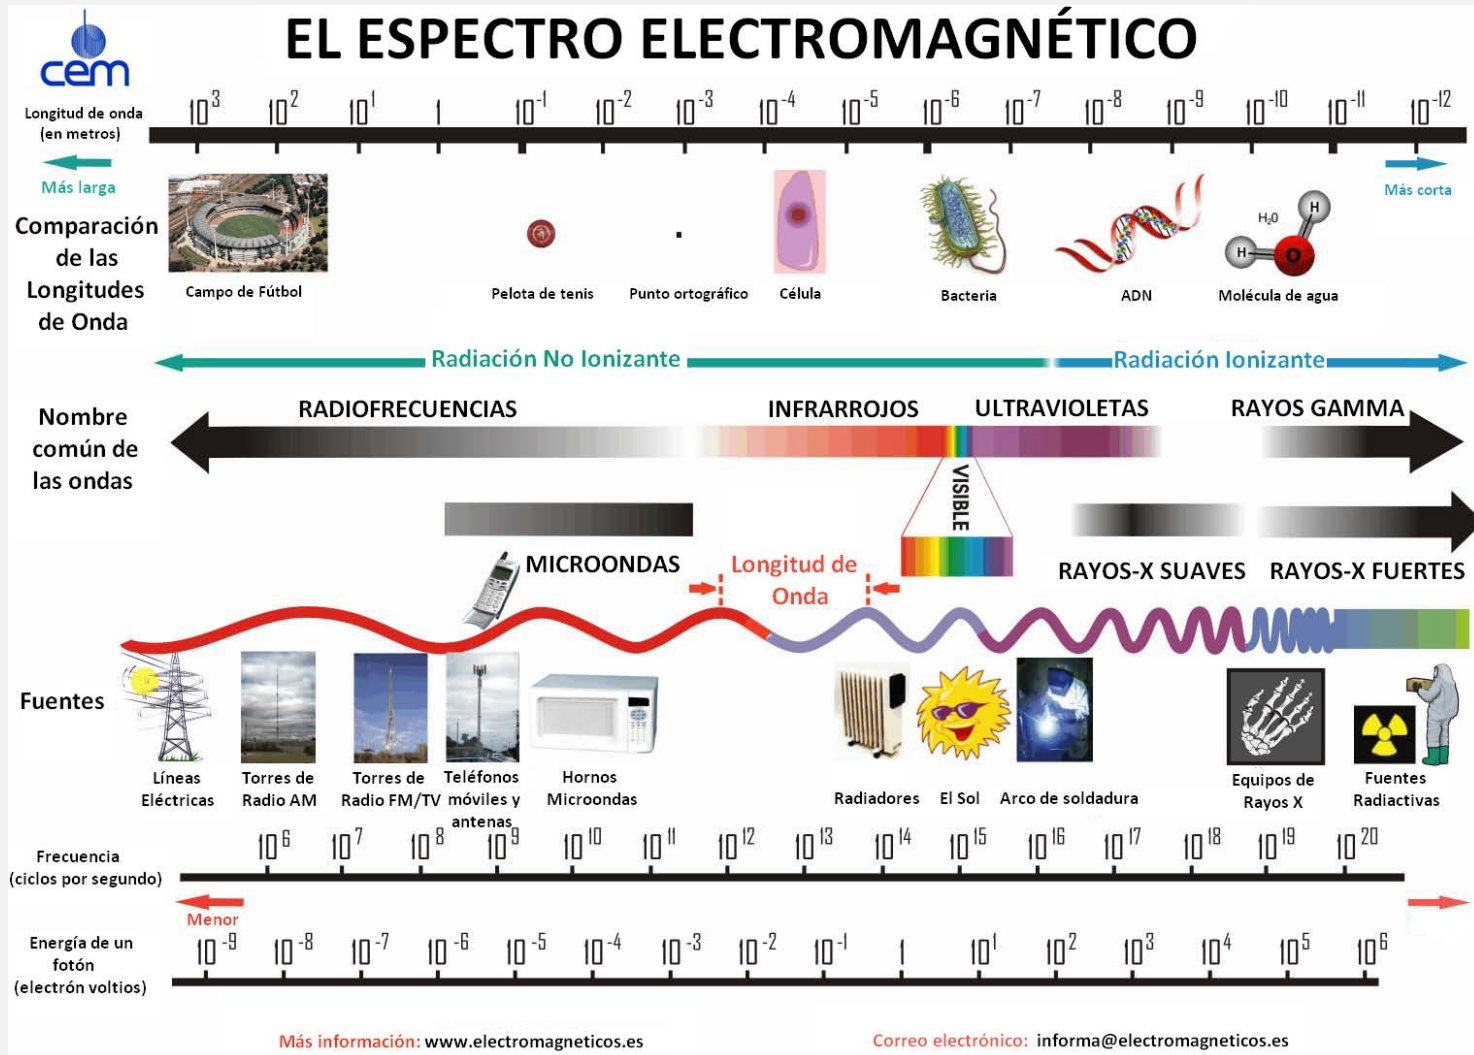 EL ESPECTRO ELECTROMAGNÉTICO
cem
Longitud de onda
(en metros)
10³ 10² 10¹ 1 10⁻¹ 10⁻² 10⁻³ 10⁻⁴ 10⁻⁵ 10⁻⁶ 10⁻⁷ 10⁻⁸ 10⁻⁹ 10⁻¹⁰ 10⁻¹¹ 10⁻¹²
Más larga
Más corta
Comparación
de las
Longitudes
de Onda
H₂O
H
H
O
Campo de Fútbol
Pelota de tenis
Punto ortográfico
Célula
Bacteria
ADN
Molécula de agua
Radiación No Ionizante
Radiación Ionizante
Nombre
común de
las ondas
RADIOFRECUENCIAS
INFRARROJOS
ULTRAVIOLETAS
RAYOS GAMMA
VISIBLE
MICROONDAS
Longitud de
Onda
RAYOS-X SUAVES
RAYOS-X FUERTES
Fuentes
Líneas
Eléctricas
Torres de
Radio AM
Torres de
Radio FM/TV
Teléfonos
móviles y
antenas
Hornos
Microondas
Radiadores
El Sol
Arco de soldadura
Equipos de
Rayos X
Fuentes
Radiactivas
Frecuencia
(ciclos por segundo)
10⁶ 10⁷ 10⁸ 10⁹ 10¹⁰ 10¹¹ 10¹² 10¹³ 10¹⁴ 10¹⁵ 10¹⁶ 10¹⁷ 10¹⁸ 10¹⁹ 10²⁰
Menor
Energía de un
fotón
(electrón voltios)
10⁻⁹ 10⁻⁸ 10⁻⁷ 10⁻⁶ 10⁻⁵ 10⁻⁴ 10⁻³ 10⁻² 10⁻¹ 1 10¹ 10² 10³ 10⁴ 10⁵ 10⁶
Más información: www.electromagneticos.es
Correo electrónico: informa@electromagneticos.es